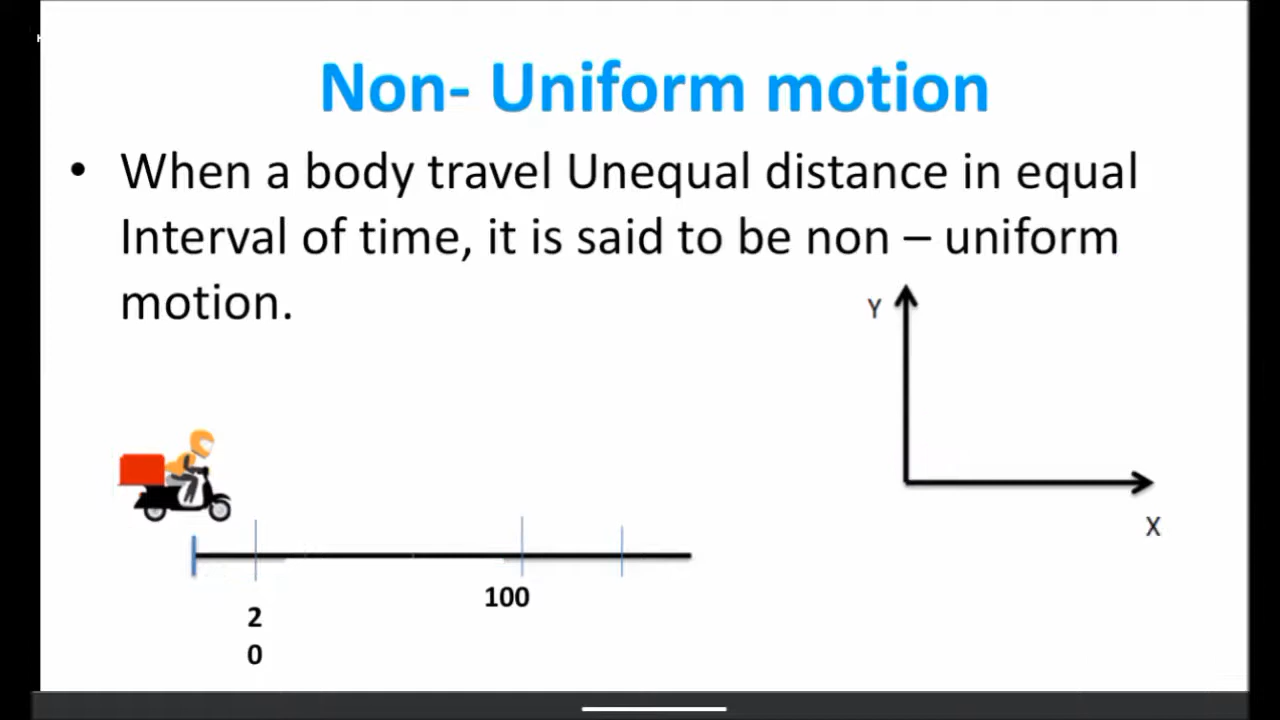 Non- Uniform motion
• When a body travel Unequal distance in equal
Interval of time, it is said to be non – uniform
motion.
Y
X
100
2
0